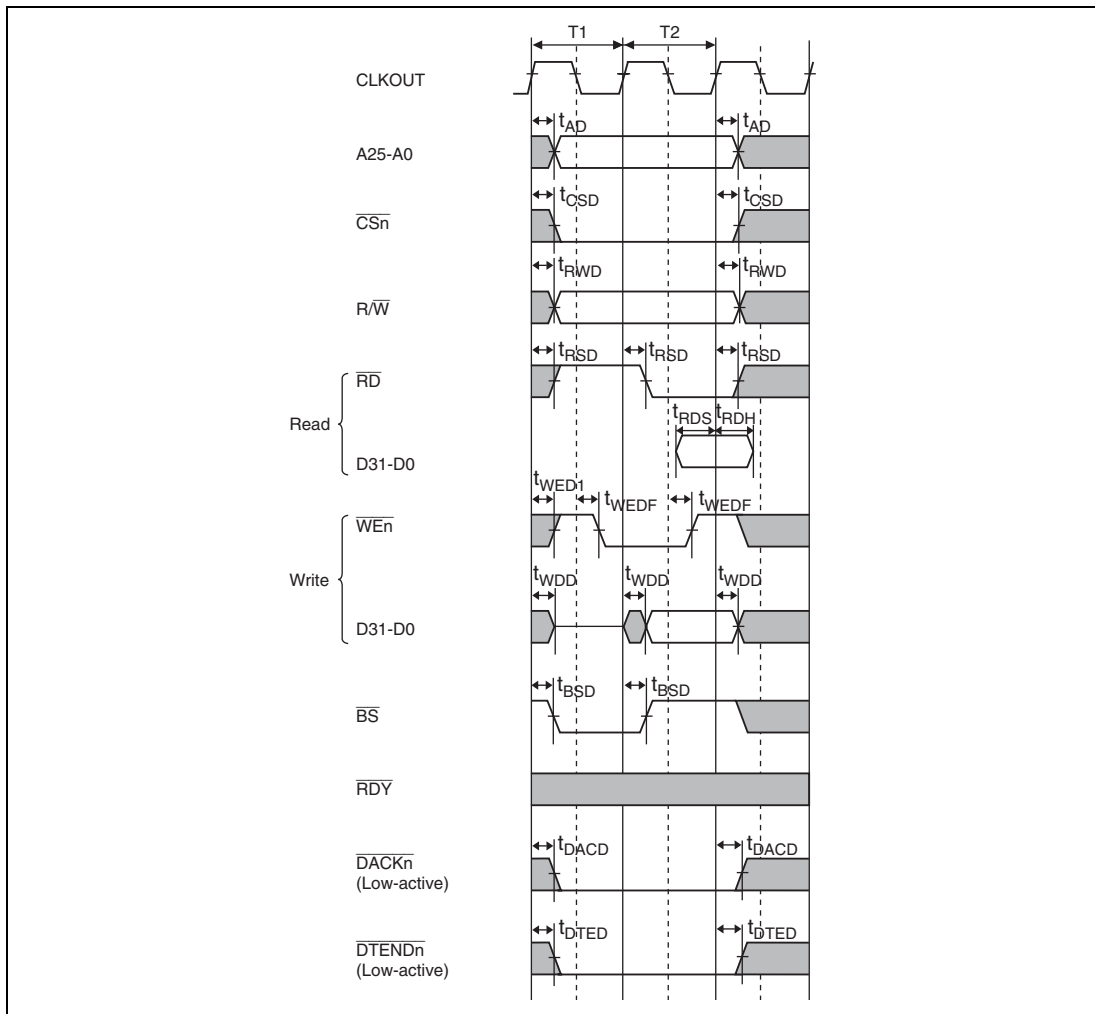 T1 T2
CLKOUT
tAD tAD
A25-A0
tCSD tCSD
CSn
tRWD tRWD
R/W
tRSD tRSD tRSD
RD
Read
tRDS tRDH
D31-D0
tWED1
tWEDF tWEDF
WEn
Write
tWDD tWDD tWDD
D31-D0
tBSD tBSD
BS
RDY
tDACD tDACD
DACKn
(Low-active)
tDTED tDTED
DTENDn
(Low-active)